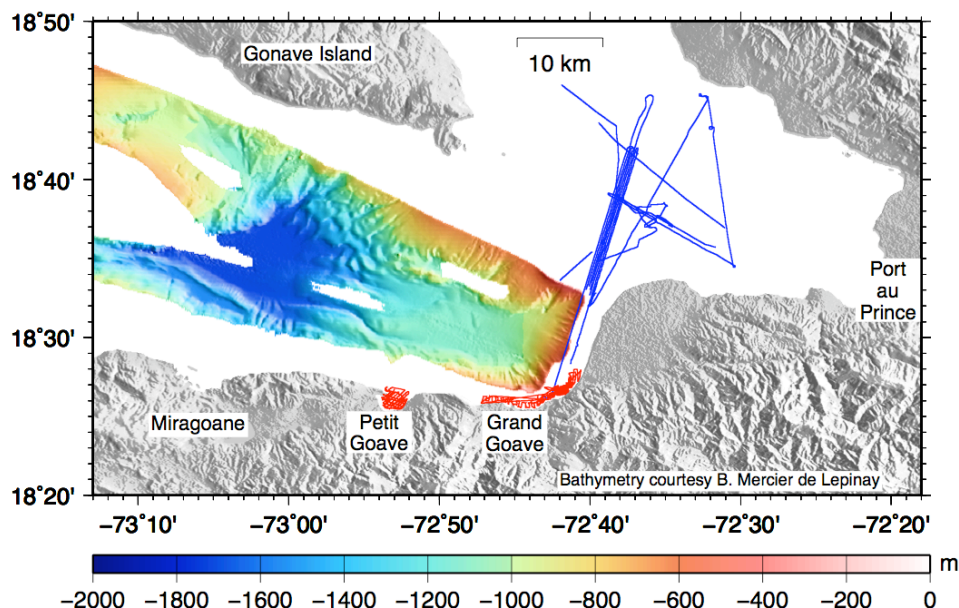 18°50'
Gonave Island
10 km
18°40'
Port
au
Prince
18°30'
Miragoane
Petit
Goave
Grand
Goave
Bathymetry courtesy B. Mercier de Lepinay
18°20'
−73°10' −73°00' −72°50' −72°40' −72°30' −72°20'
m
−2000 −1800 −1600 −1400 −1200 −1000 −800 −600 −400 −200 0